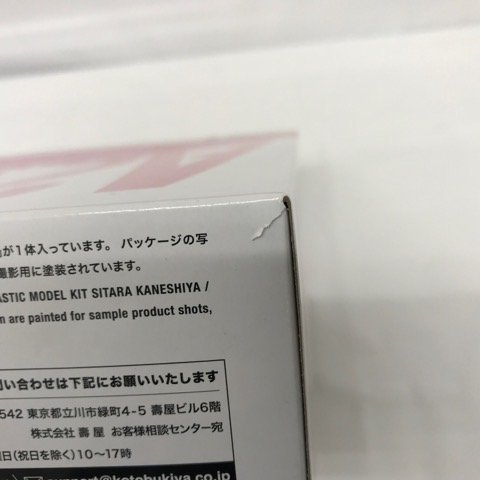 が1体入っています。パッケージの写
撮影用に塗装されています。
ASTIC MODEL KIT SITARA KANESHIYA /
are painted for sample product shots,
い合わせは下記にお願いいたします
542 東京都立川市緑町4-5 壽屋ビル6階
株式会社 壽屋 お客様相談センター宛
日(祝日を除く)10〜17時
support@kotobukiya.co.jp